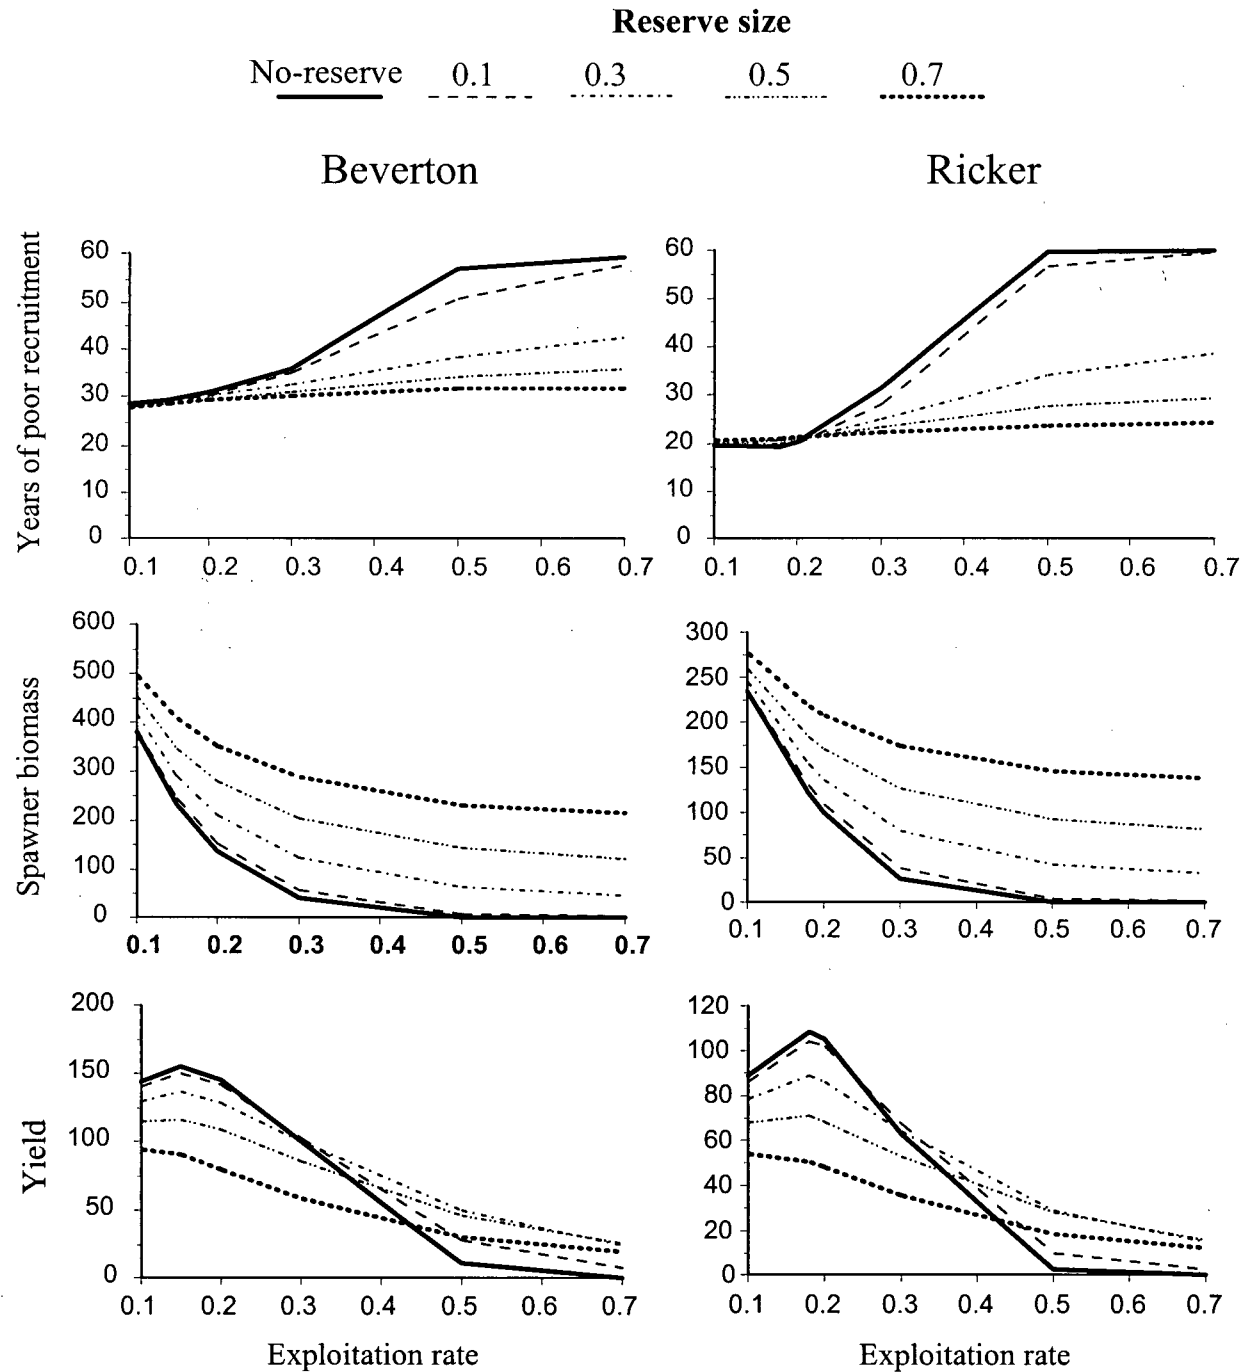 Reserve size
No-reserve 0.1 0.3 0.5 0.7
Beverton Ricker
Years of poor recruitment
60
50
40
30
20
10
0
0.1 0.2 0.3 0.4 0.5 0.6 0.7
60
50
40
30
20
10
0
0.1 0.2 0.3 0.4 0.5 0.6 0.7
Spawner biomass
600
500
400
300
200
100
0
0.1 0.2 0.3 0.4 0.5 0.6 0.7
300
250
200
150
100
50
0
0.1 0.2 0.3 0.4 0.5 0.6 0.7
Yield
200
150
100
50
0
0.1 0.2 0.3 0.4 0.5 0.6 0.7
Exploitation rate
120
100
80
60
40
20
0
0.1 0.2 0.3 0.4 0.5 0.6 0.7
Exploitation rate